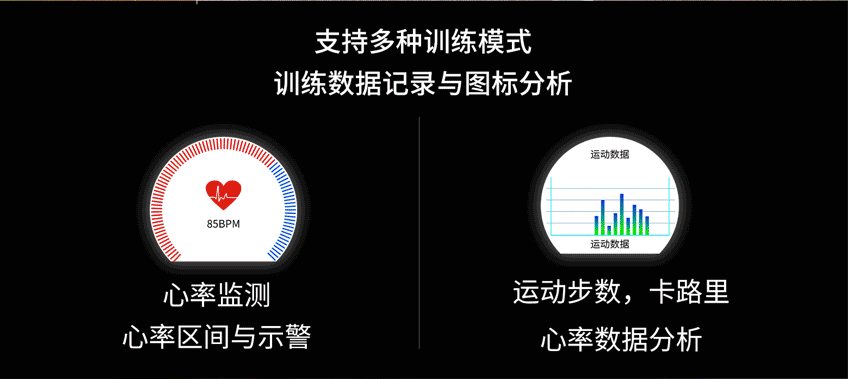 支持多种训练模式
训练数据记录与图标分析
85BPM
心率监测
心率区间与示警
运动数据
运动数据
运动步数，卡路里
心率数据分析